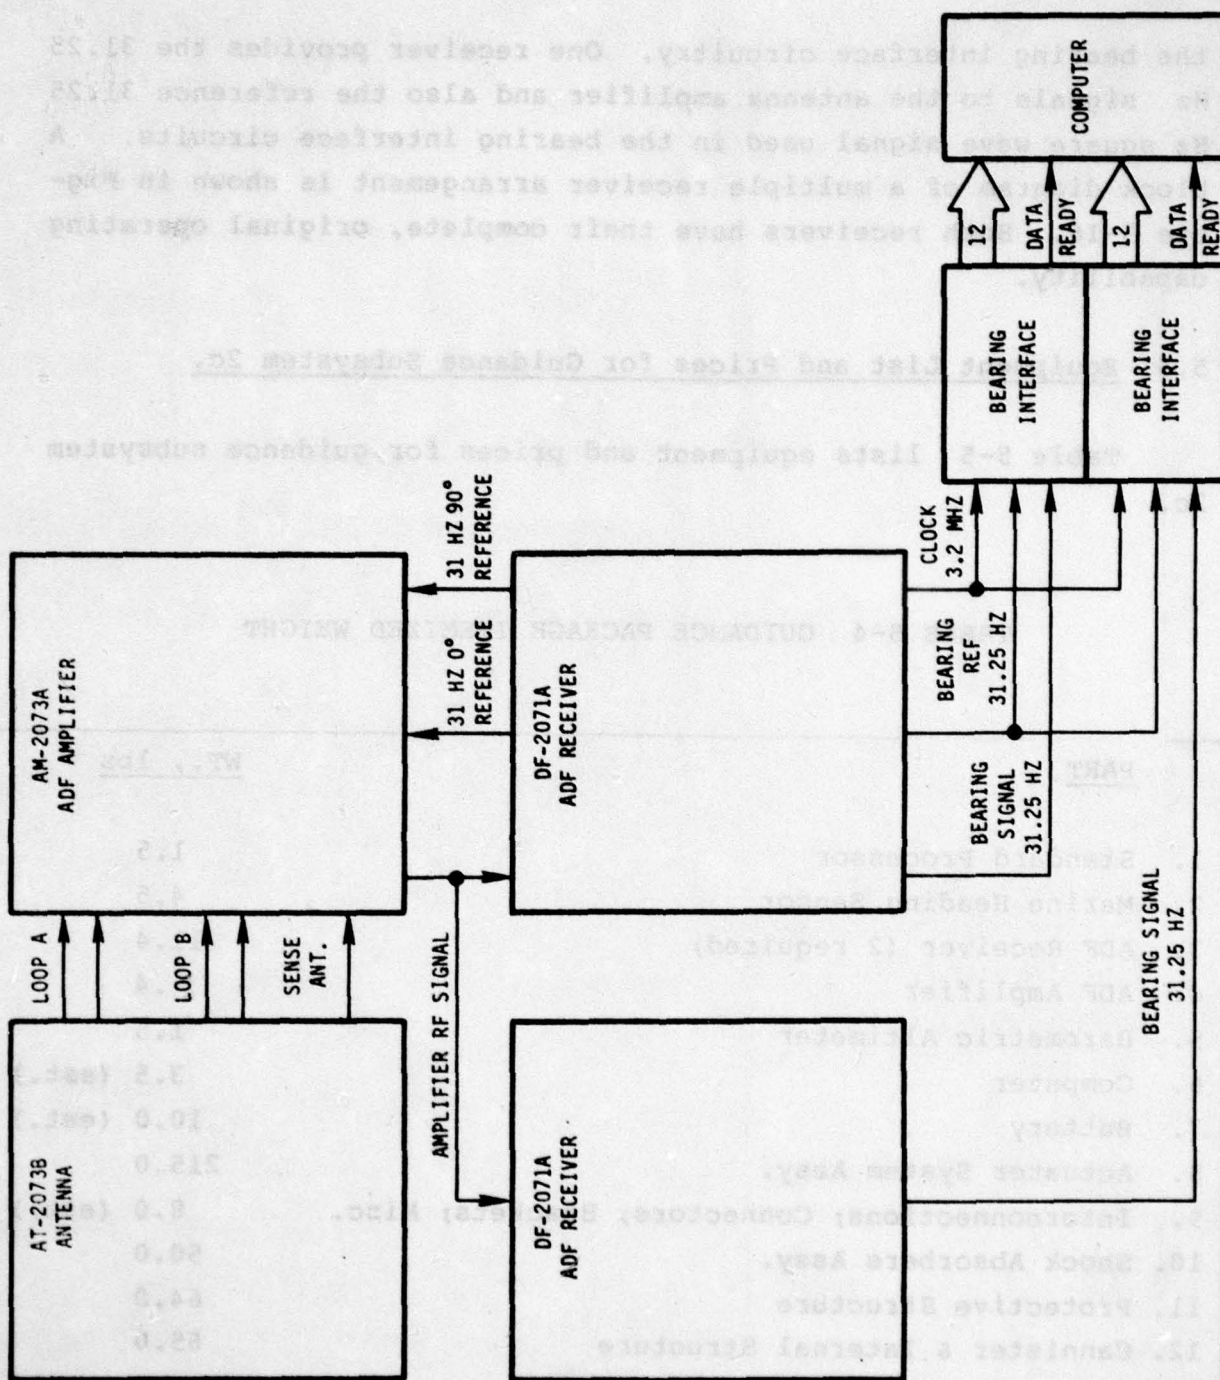 AT-2073B
ANTENNA
LOOP A
LOOP B
SENSE
ANT.
AM-2073A
ADF AMPLIFIER
AMPLIFIER RF SIGNAL
31 HZ 0°
REFERENCE
31 HZ 90°
REFERENCE
DF-2071A
ADF RECEIVER
DF-2071A
ADF RECEIVER
CLOCK
3.2 MHZ
BEARING
REF
31.25 HZ
BEARING
SIGNAL
31.25 HZ
BEARING SIGNAL
31.25 HZ
BEARING
INTERFACE
BEARING
INTERFACE
12
DATA
READY
12
DATA
READY
COMPUTER
the bearing interface circuitry. One receiver provides the 31.25
Hz signals to the antenna amplifier and also the reference 31.25
Hz square wave signal used in the bearing interface circuits. A
block diagram of a multiple receiver arrangement is shown in Fig-
Both receivers have their complete, original operating
capability.
Equipment List and Prices for Guidance Subsystem 2c.
Table 8-5 lists equipment and prices for guidance subsystem
2c.
TABLE 8-4 GUIDANCE PACKAGE ITEMIZED WEIGHT
PART
WT., lbs
Standard Processor 1.5
Marine Heading Sensor 4.5
ADF Receiver (2 required)
ADF Amplifier
Barometric Altimeter
Computer 3.5 (est.)
7. Battery 10.0 (est.)
Actuator System Assy. 215.0
9. Interconnections; Connectors; Brackets; Misc. 8.0 (est.)
10. Shock Absorbers Assy.
11. Protective Structure
12. Cannister & Internal Structure